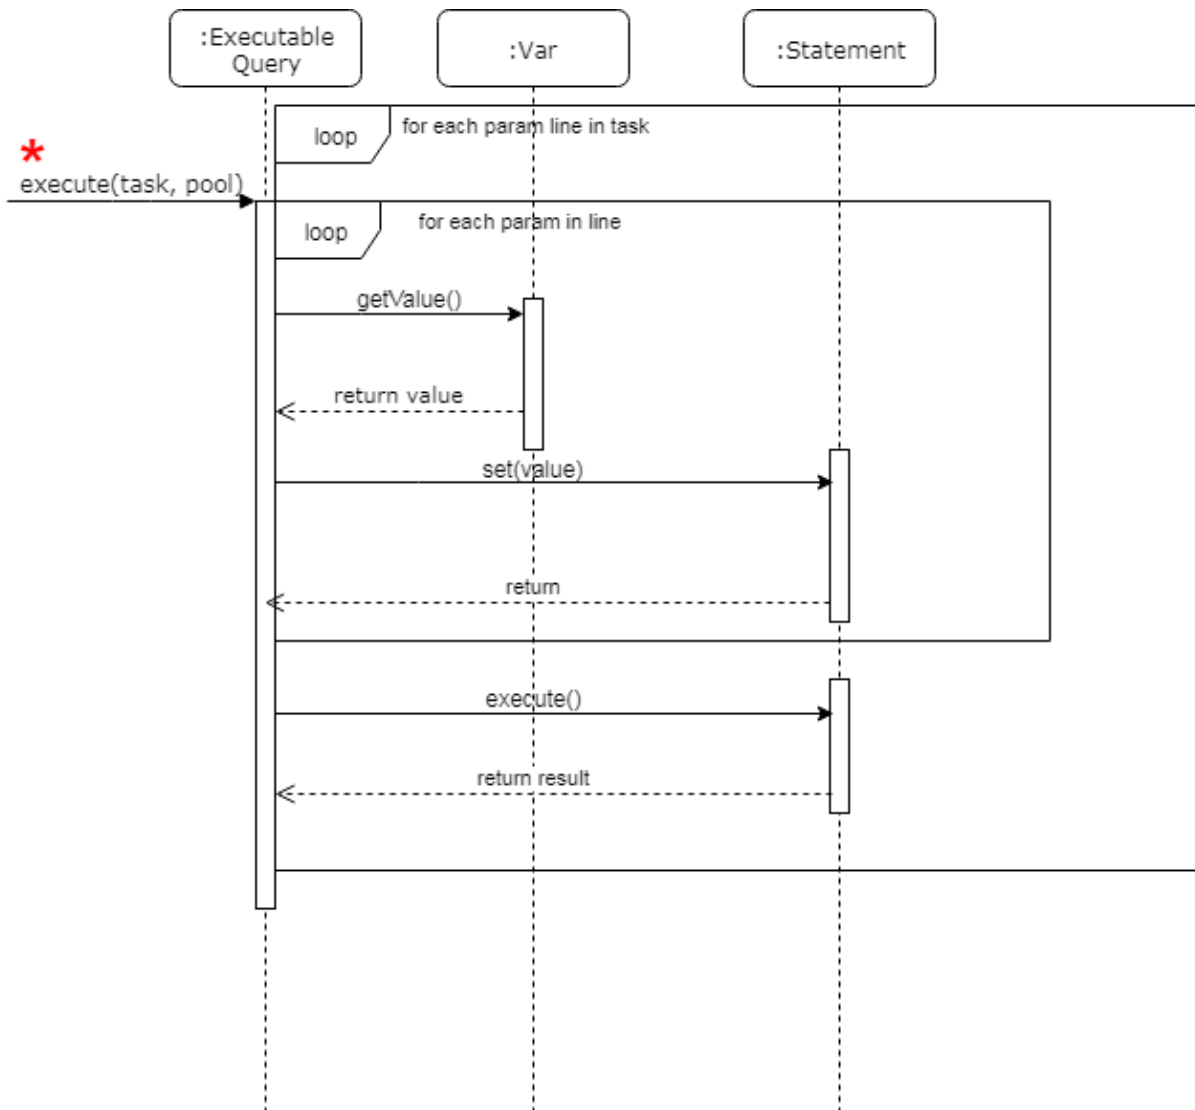 :Executable
Query
:Var
:Statement
loop
for each param line in task
*
execute(task, pool)
loop
for each param in line
getValue()
return value
set(value)
return
execute()
return result